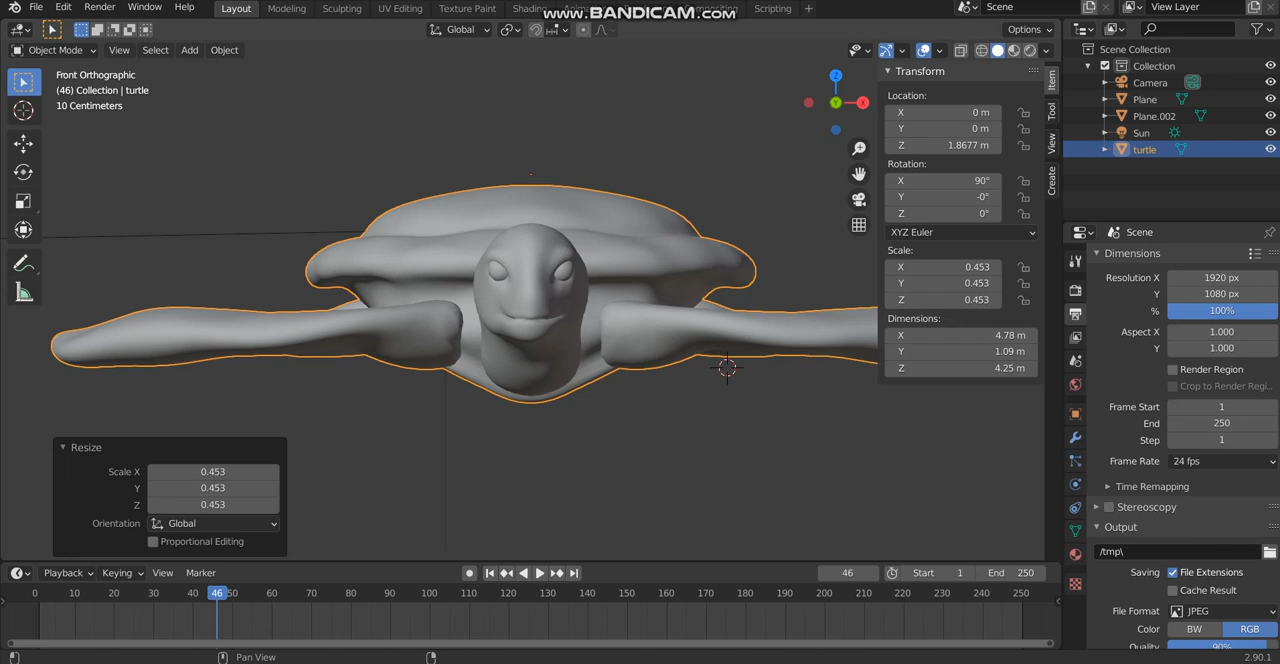 File Edit Render Window Help Layout Modeling Sculpting UV Editing Texture Paint Shading Scripting + Scene View Layer
www.BANDICAM.com
Global Options
Object Mode View Select Add Object
Front Orthographic
(46) Collection | turtle
10 Centimeters
Z
Y
X
Transform
Location:
X 0 m
Y 0 m
Z 1.8677 m
Rotation:
X 90°
Y -0°
Z 0°
XYZ Euler
Scale:
X 0.453
Y 0.453
Z 0.453
Dimensions:
X 4.78 m
Y 1.09 m
Z 4.25 m
Item
Tool
View
Create
Scene Collection
Collection
Camera
Plane
Plane.002
Sun
turtle
Scene
Dimensions
Resolution X 1920 px
Y 1080 px
% 100%
Aspect X 1.000
Y 1.000
Render Region
Crop to Render Regi...
Frame Start 1
End 250
Step 1
Frame Rate 24 fps
Time Remapping
Stereoscopy
Output
/tmp\
Saving File Extensions
Cache Result
File Format JPEG
Color BW RGB
Quality 90%
Resize
Scale X 0.453
Y 0.453
Z 0.453
Orientation Global
Proportional Editing
Playback Keying View Marker 46 Start 1 End 250
0 10 20 30 40 46 50 60 70 80 90 100 110 120 130 140 150 160 170 180 190 200 210 220 230 240 250
Pan View
2.90.1